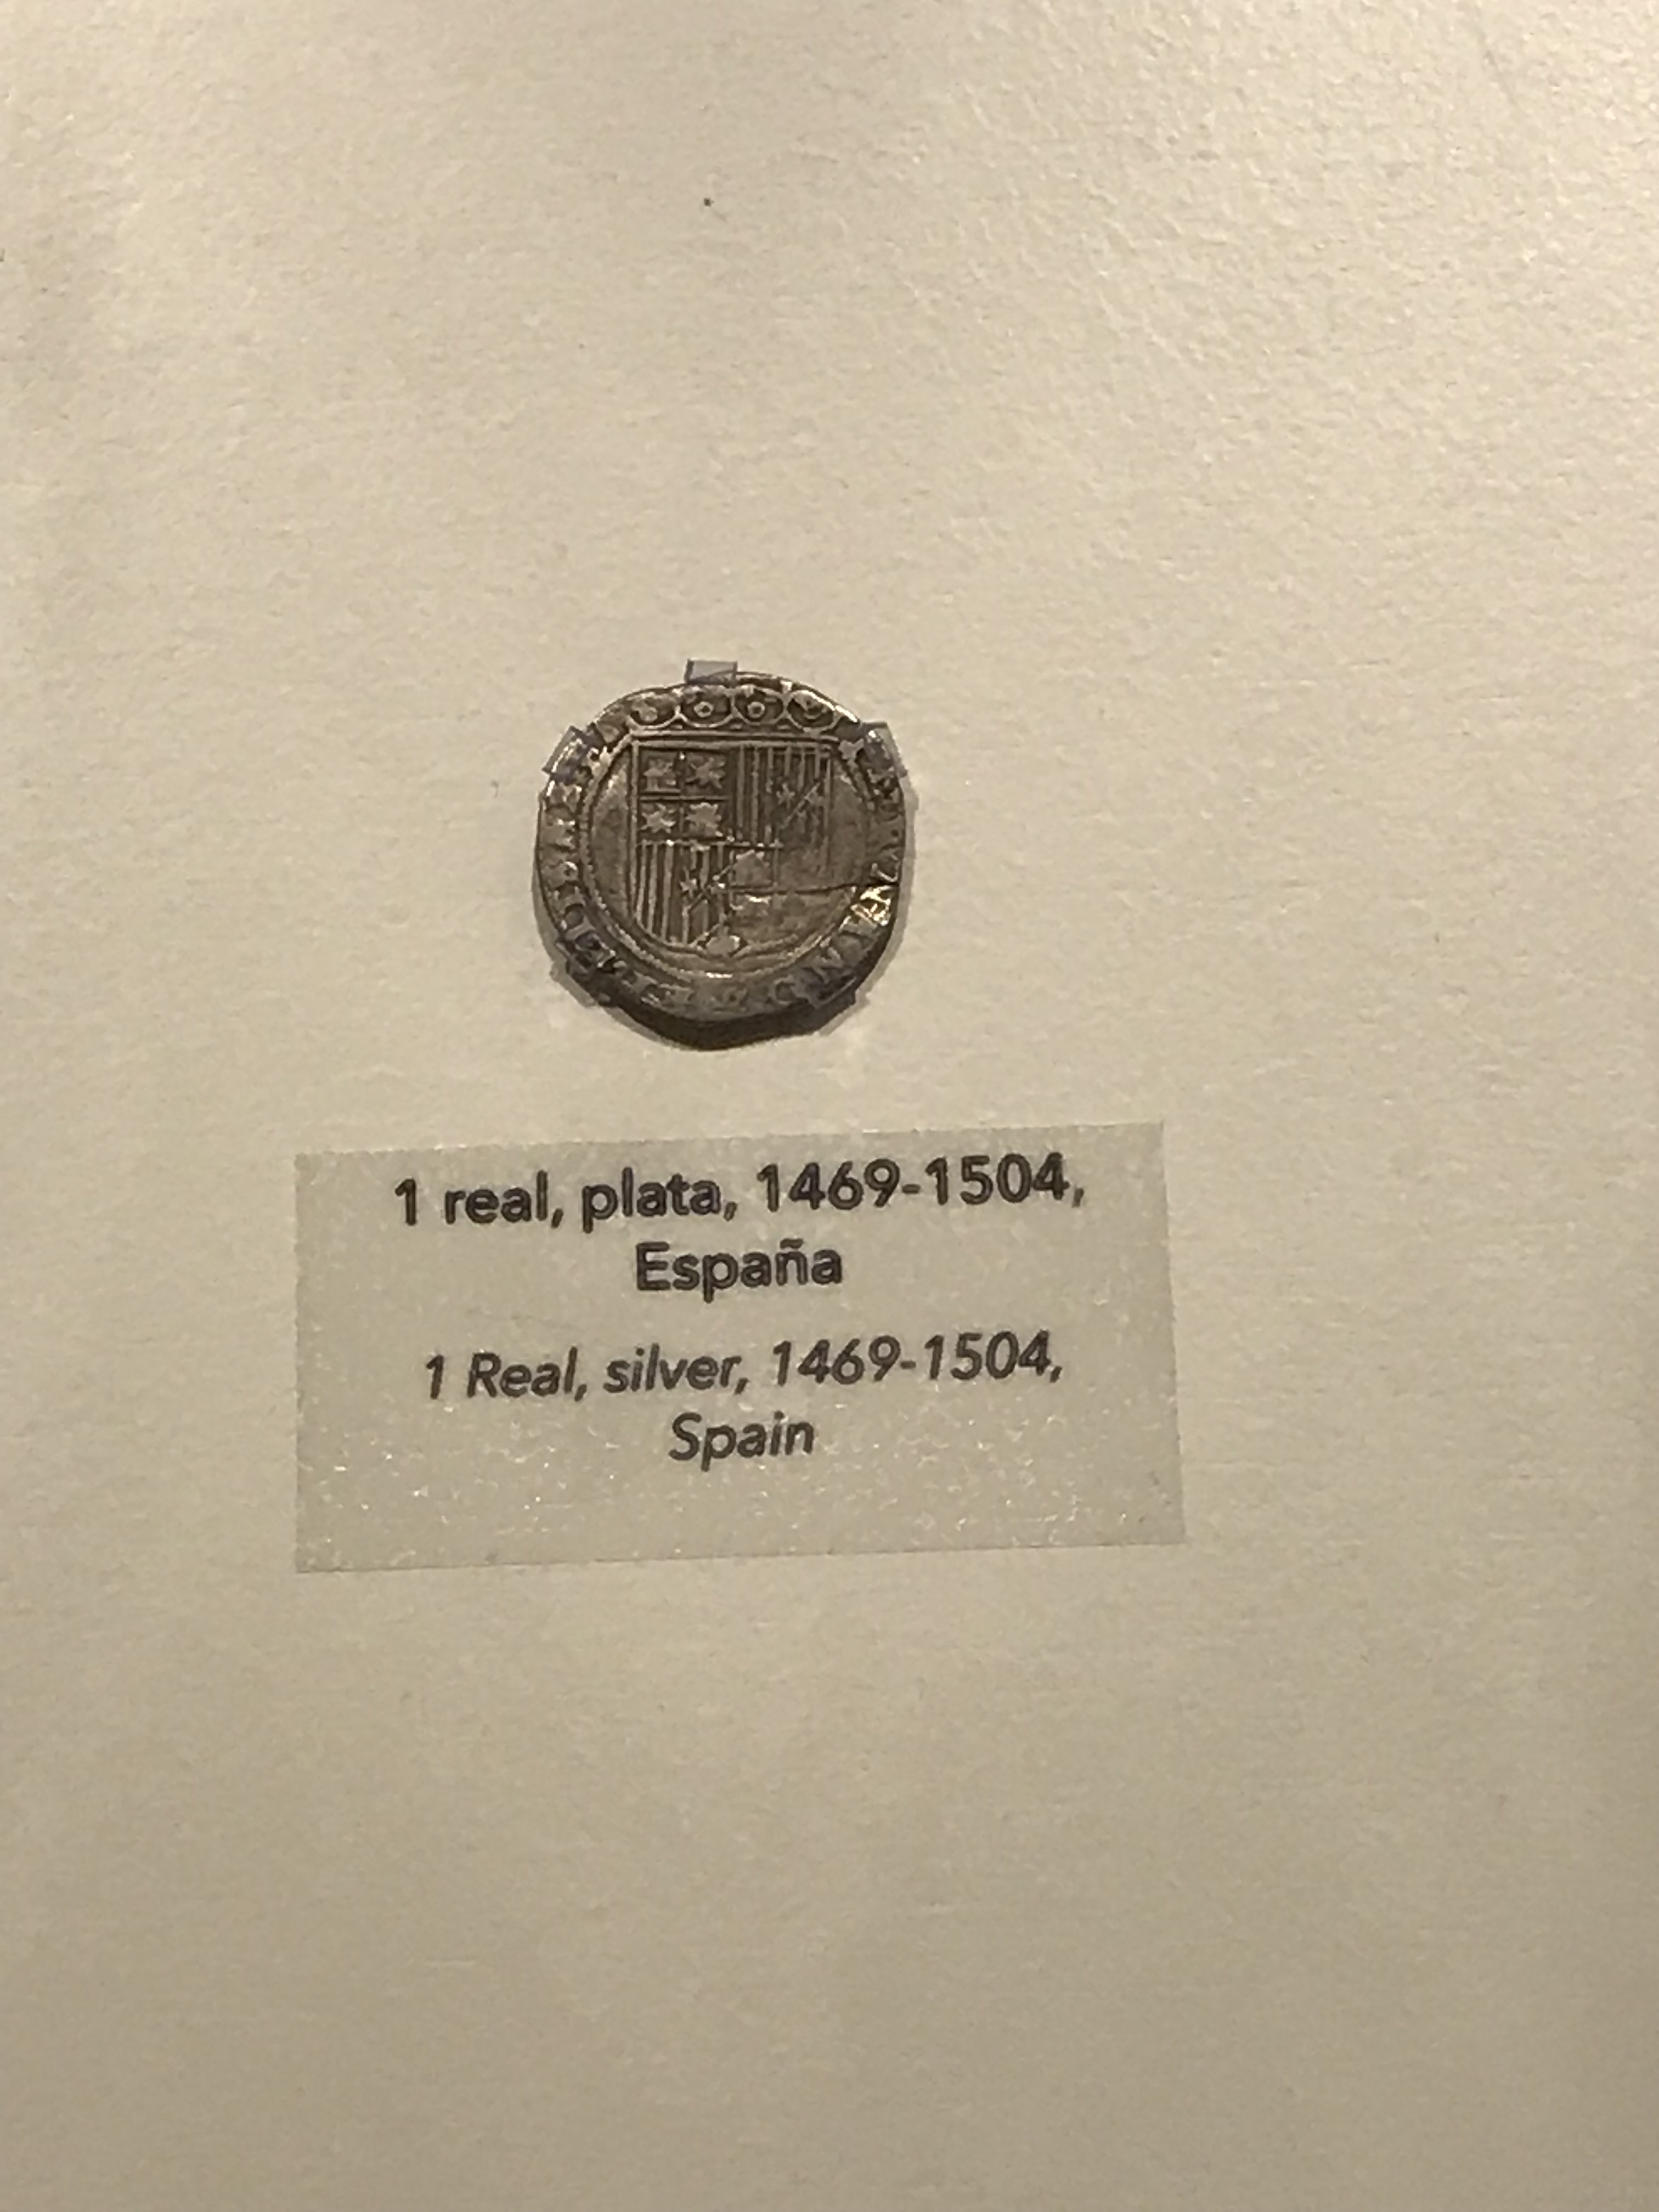 1 real, plata, 1469-1504,
España
1 Real, silver, 1469-1504,
Spain